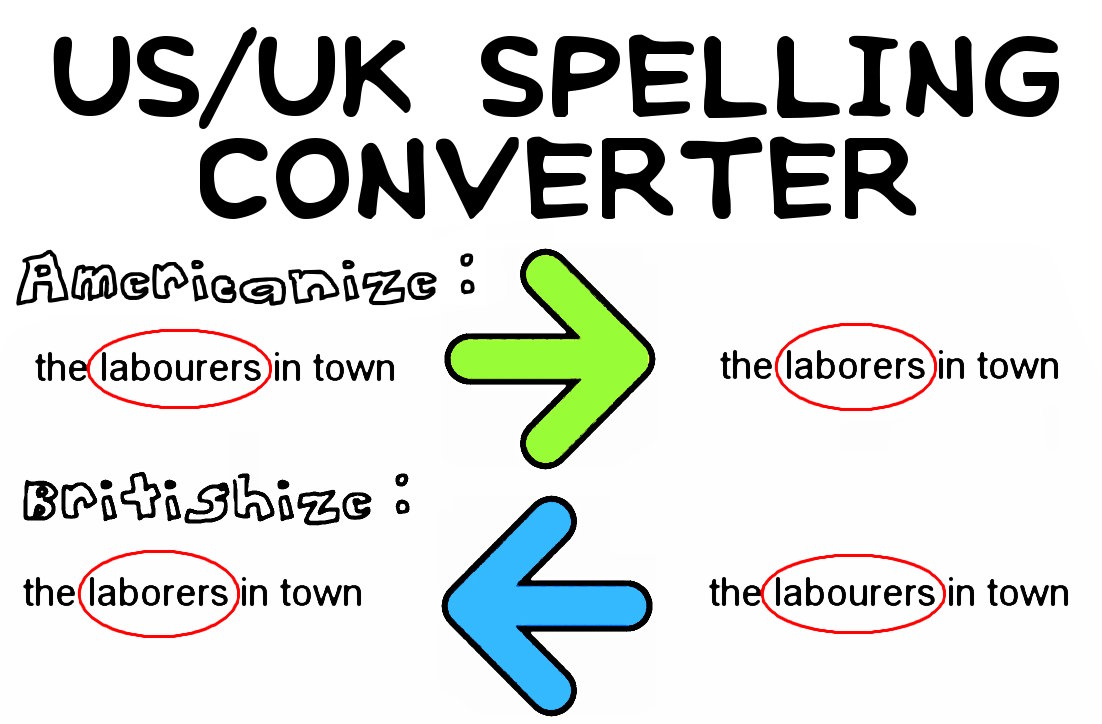 US/UK SPELLING
CONVERTER
Americanize:
the labourers in town
the laborers in town
Britishize:
the laborers in town
the labourers in town